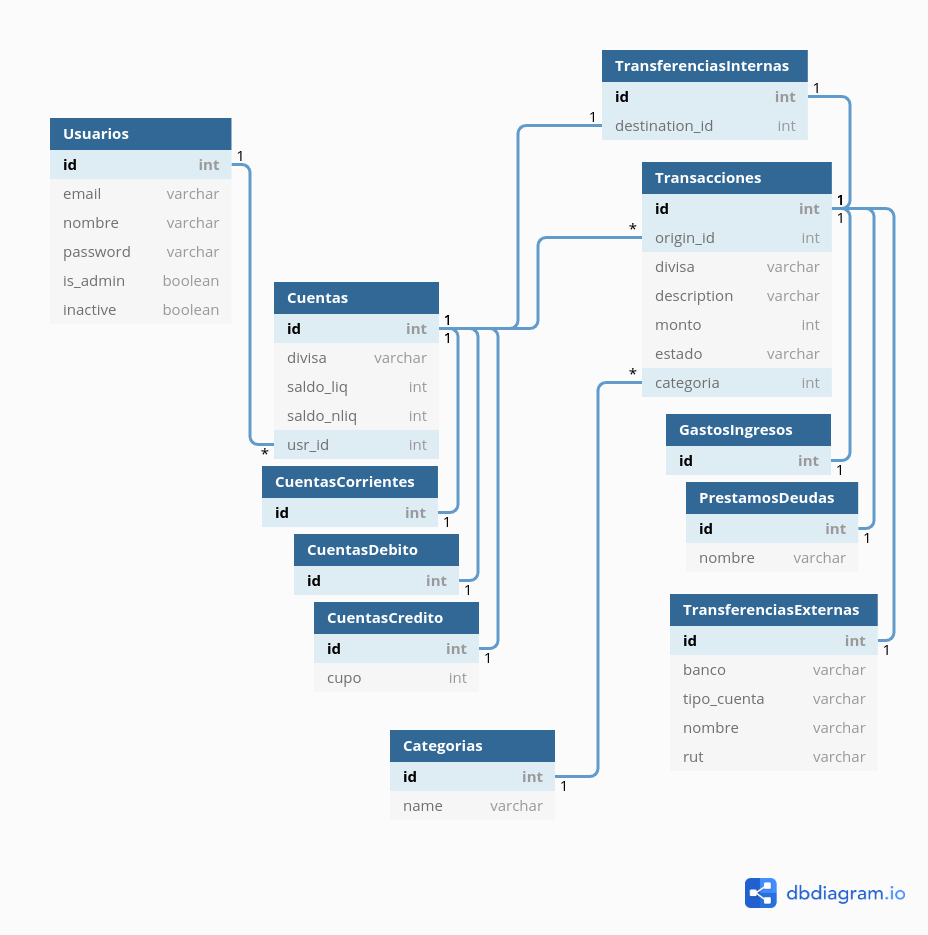 Usuarios
id int
email varchar
nombre varchar
password varchar
is_admin boolean
inactive boolean
1
*
Cuentas
id int
divisa varchar
saldo_liq int
saldo_nliq int
usr_id int
1
1
CuentasCorrientes
id int
1
CuentasDebito
id int
1
CuentasCredito
id int
cupo int
1
Categorias
id int
name varchar
1
TransferenciasInternas
id int
destination_id int
1
1
Transacciones
id int
origin_id int
divisa varchar
description varchar
monto int
estado varchar
categoria int
1
1
*
*
GastosIngresos
id int
1
PrestamosDeudas
id int
nombre varchar
1
TransferenciasExternas
id int
banco varchar
tipo_cuenta varchar
nombre varchar
rut varchar
1
dbdiagram.io